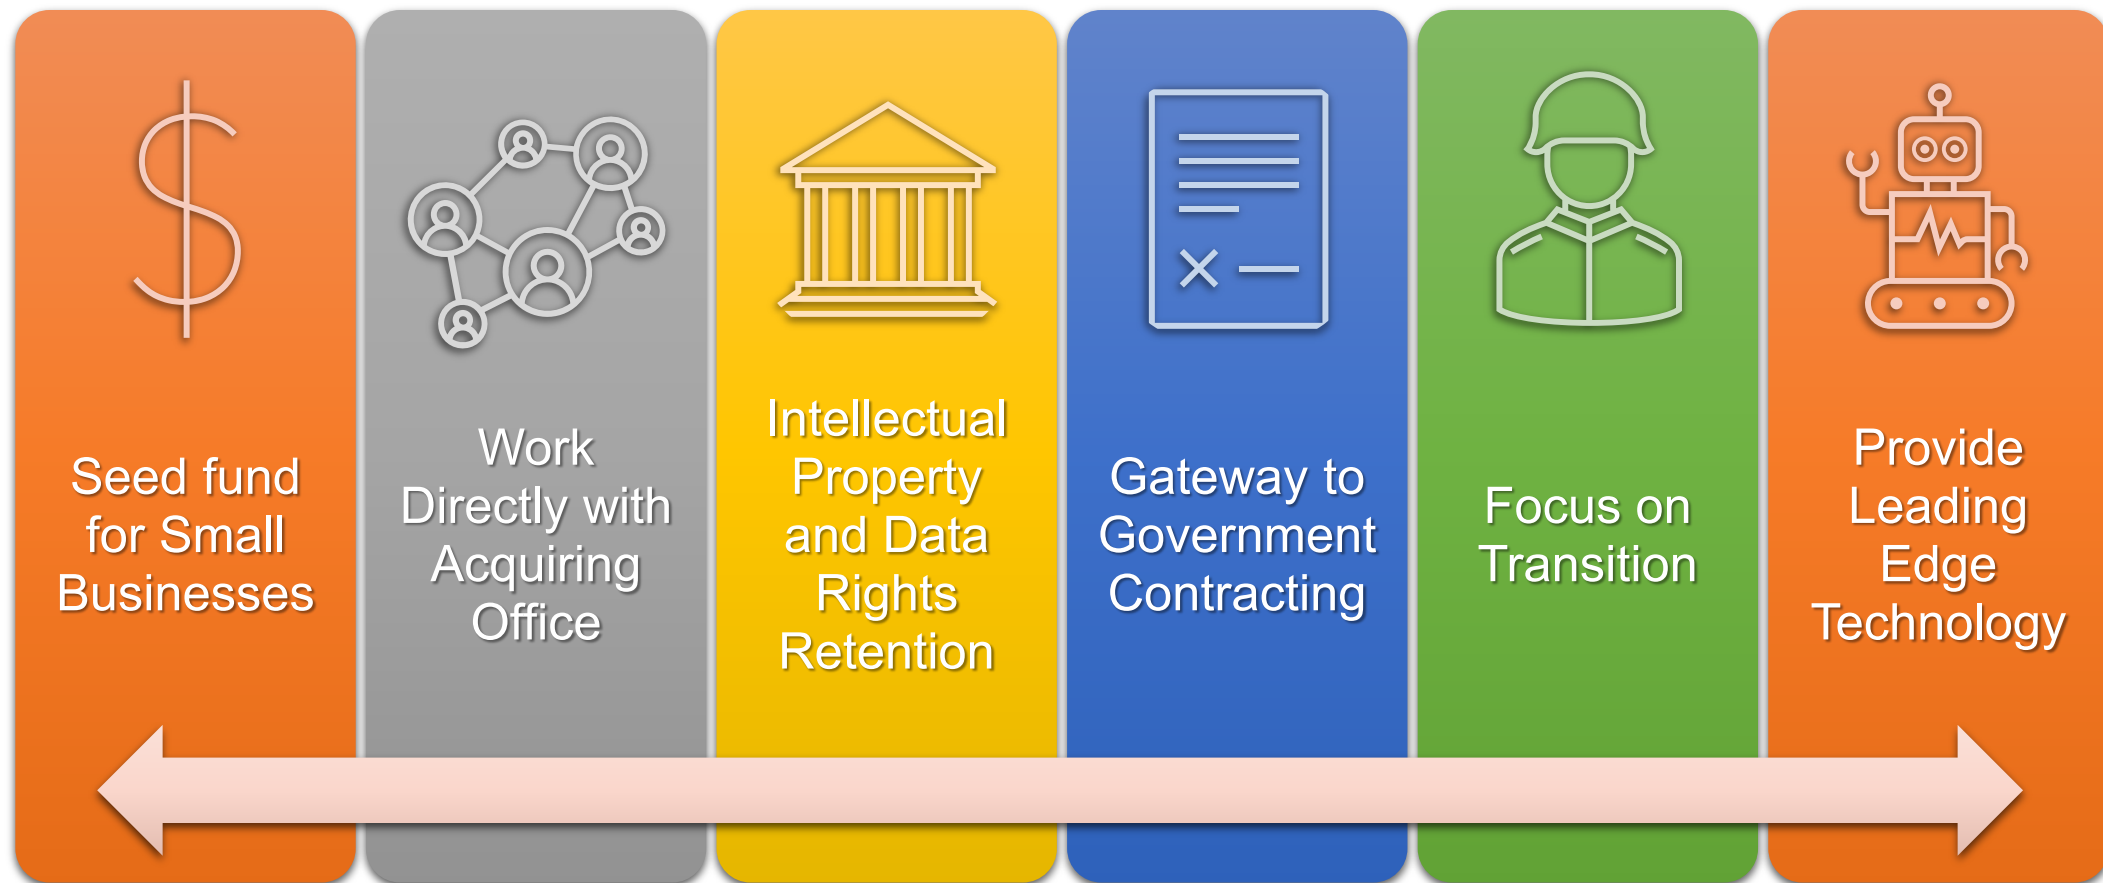 Seed fund
for Small
Businesses
Work
Directly with
Acquiring
Office
Intellectual
Property
and Data
Rights
Retention
Gateway to
Government
Contracting
Focus on
Transition
Provide
Leading
Edge
Technology